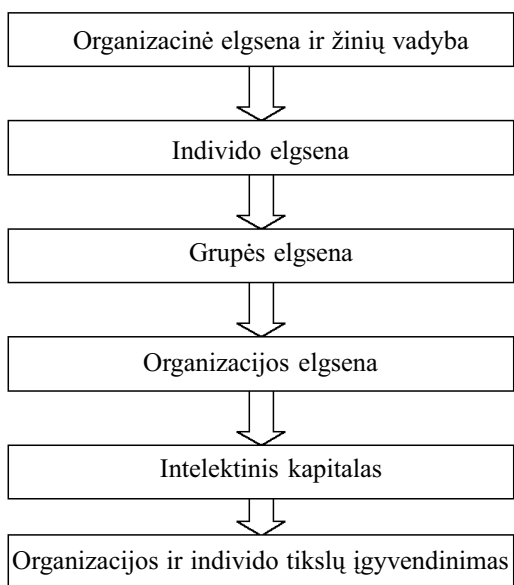 Organizacinė elgsena ir žinių vadyba
Individo elgsena
Grupės elgsena
Organizacijos elgsena
Intelektinis kapitalas
Organizacijos ir individo tikslų įgyvendinimas